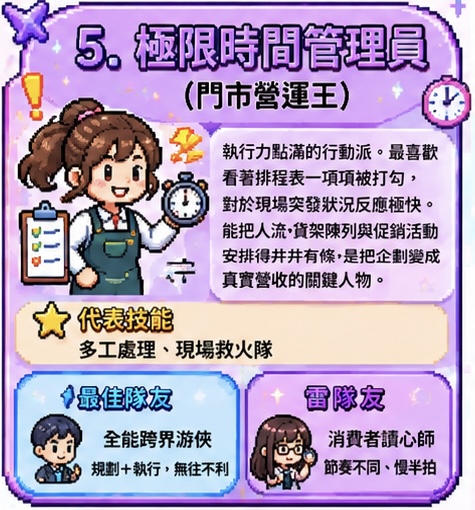 5. 極限時間管理員
(門市營運王)
執行力點滿的行動派。最喜歡
看著排程表一項項被打勾，
對於現場突發狀況反應極快。
能把人流,貨架陳列與促銷活動
安排得井井有條,是把企劃變成
真實營收的關鍵人物。
代表技能
多工處理、現場救火隊
最佳隊友
全能跨界游俠
規劃+執行，無往不利
雷隊友
消費者讀心師
節奏不同、慢半拍